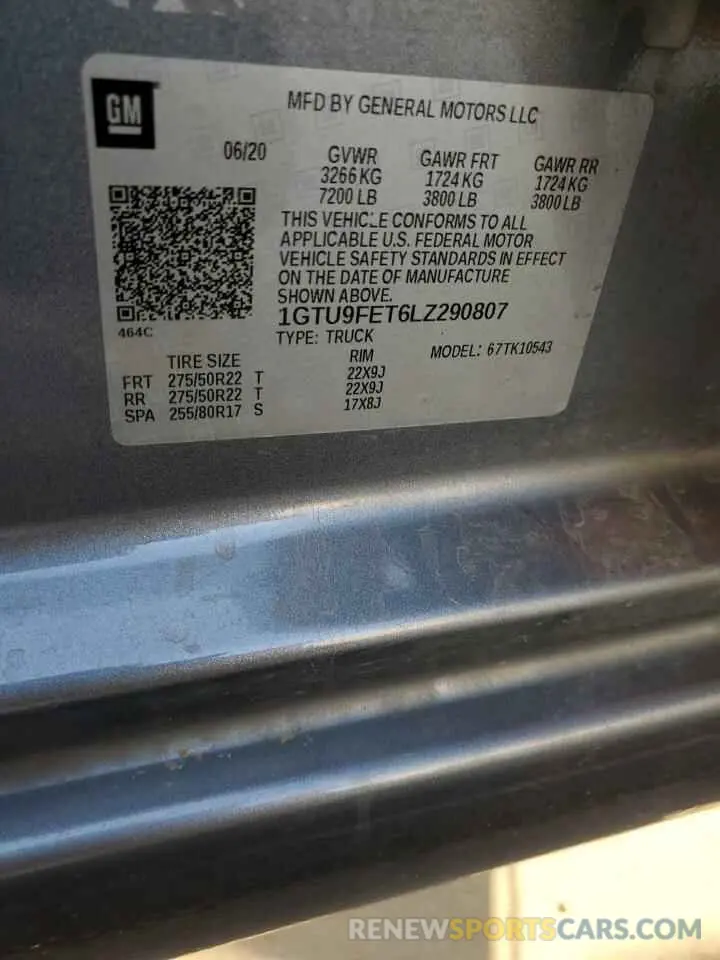 GM
MFD BY GENERAL MOTORS LLC
06/20 GVWR GAWR FRT GAWR RR
3266 KG 1724 KG 1724 KG
7200 LB 3800 LB 3800 LB
THIS VEHICLE CONFORMS TO ALL
APPLICABLE U.S. FEDERAL MOTOR
VEHICLE SAFETY STANDARDS IN EFFECT
ON THE DATE OF MANUFACTURE
SHOWN ABOVE.
1GTU9FET6LZ290807
464C
TYPE: TRUCK MODEL: 67TK10543
TIRE SIZE RIM
FRT 275/50R22 T 22X9J
RR 275/50R22 T 22X9J
SPA 255/80R17 S 17X8J
RENEWSPORTSCARS.COM